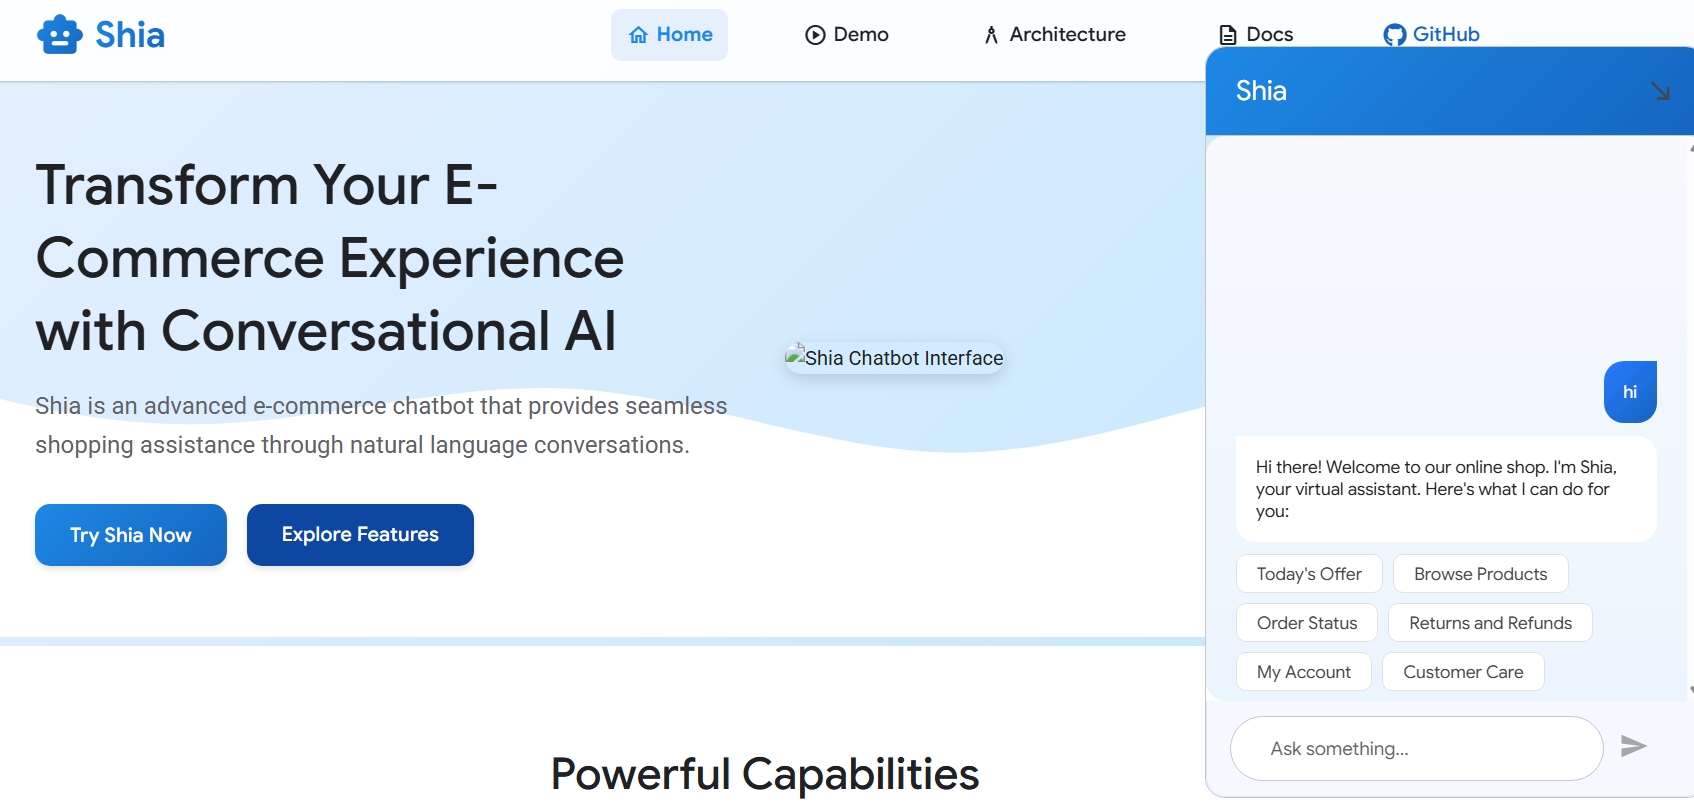 Shia
Home
Demo
Architecture
Docs
GitHub
Transform Your E-
Commerce Experience
with Conversational AI
Shia is an advanced e-commerce chatbot that provides seamless
shopping assistance through natural language conversations.
Try Shia Now
Explore Features
Shia Chatbot Interface
Powerful Capabilities
Shia
hi
Hi there! Welcome to our online shop. I'm Shia,
your virtual assistant. Here's what I can do for
you:
Today's Offer
Browse Products
Order Status
Returns and Refunds
My Account
Customer Care
Ask something...